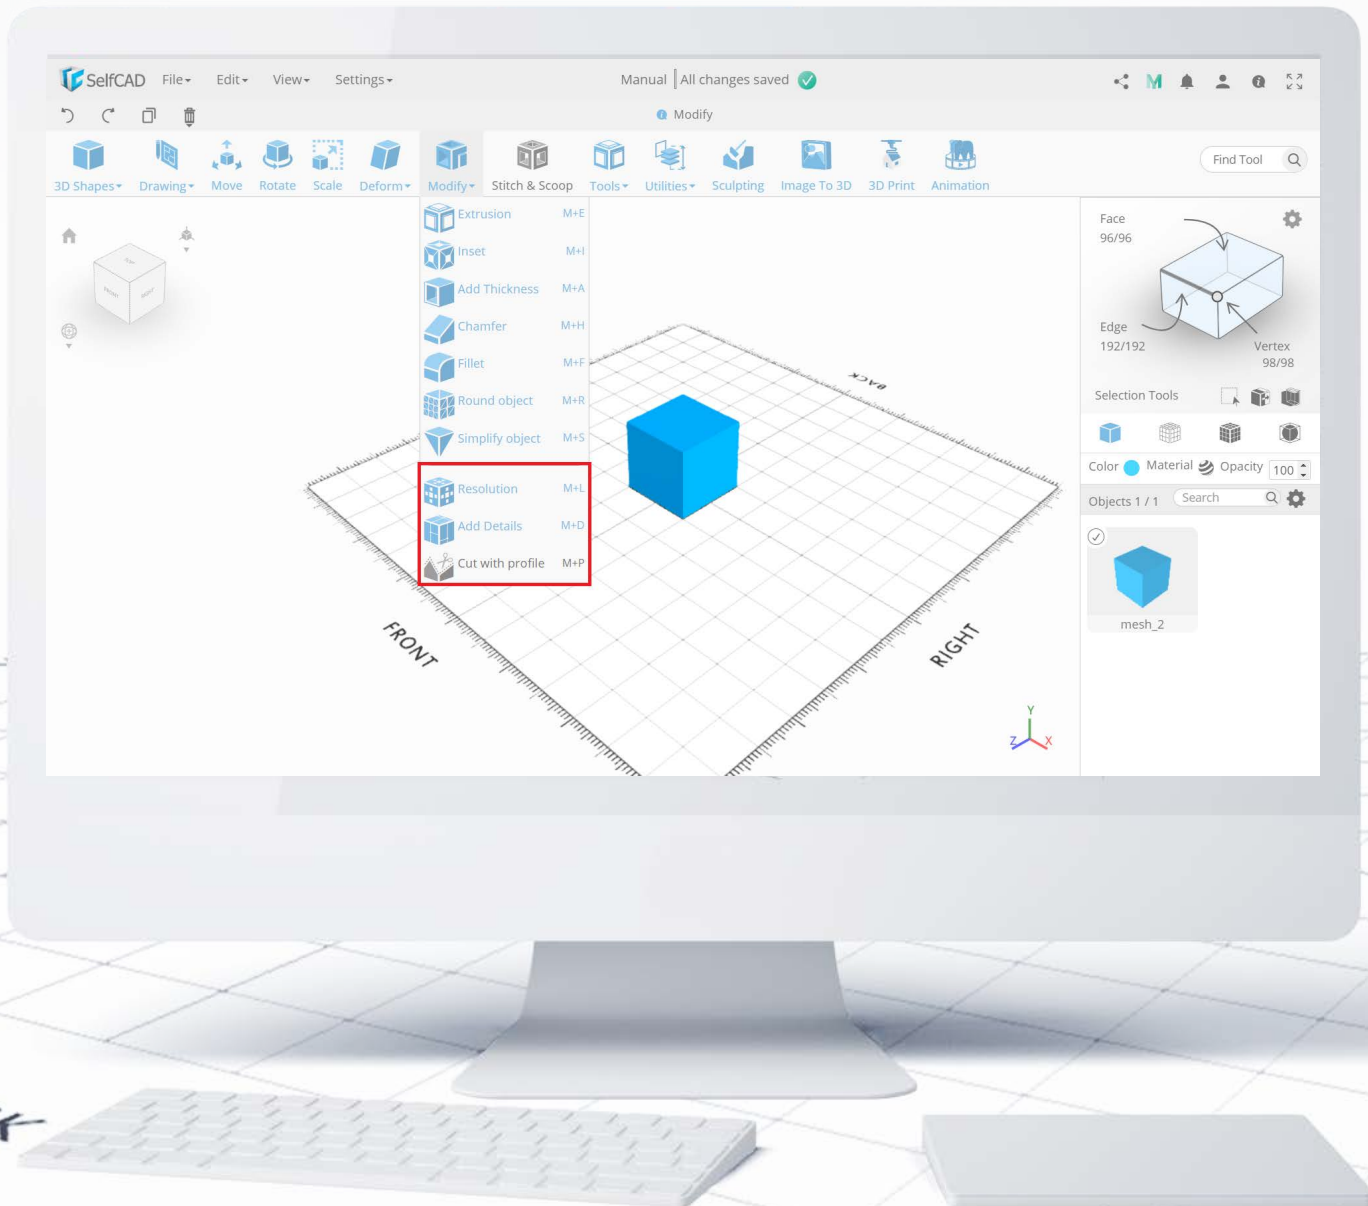 SelfCAD File Edit View Settings Manual All changes saved
Modify
3D Shapes Drawing Move Rotate Scale Deform Modify Stitch & Scoop Tools Utilities Sculpting Image To 3D 3D Print Animation Find Tool
Extrusion M+E
Inset M+I
Add Thickness M+A
Chamfer M+H
Fillet M+F
Round object M+R
Simplify object M+S
Resolution M+L
Add Details M+D
Cut with profile M+P
TOP
FRONT RIGHT
BACK
FRONT
RIGHT
Y
Z X
Face
96/96
Edge
192/192
Vertex
98/98
Selection Tools
Color Material Opacity 100
Objects 1 / 1 Search
mesh_2